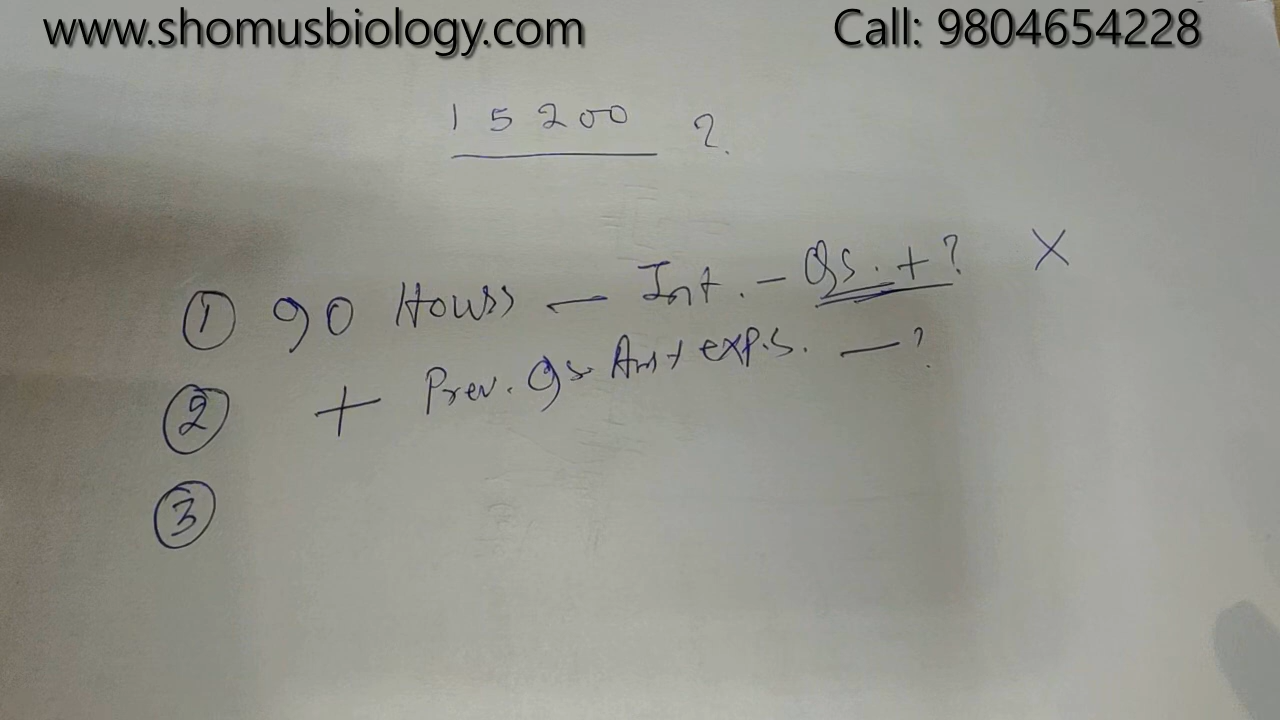 www.shomusbiology.com Call: 9804654228
15200 ?
① 90 Hours — Int. - Qs. + ? X
② + Prev. Qs Ans + exp.s. — ?
③